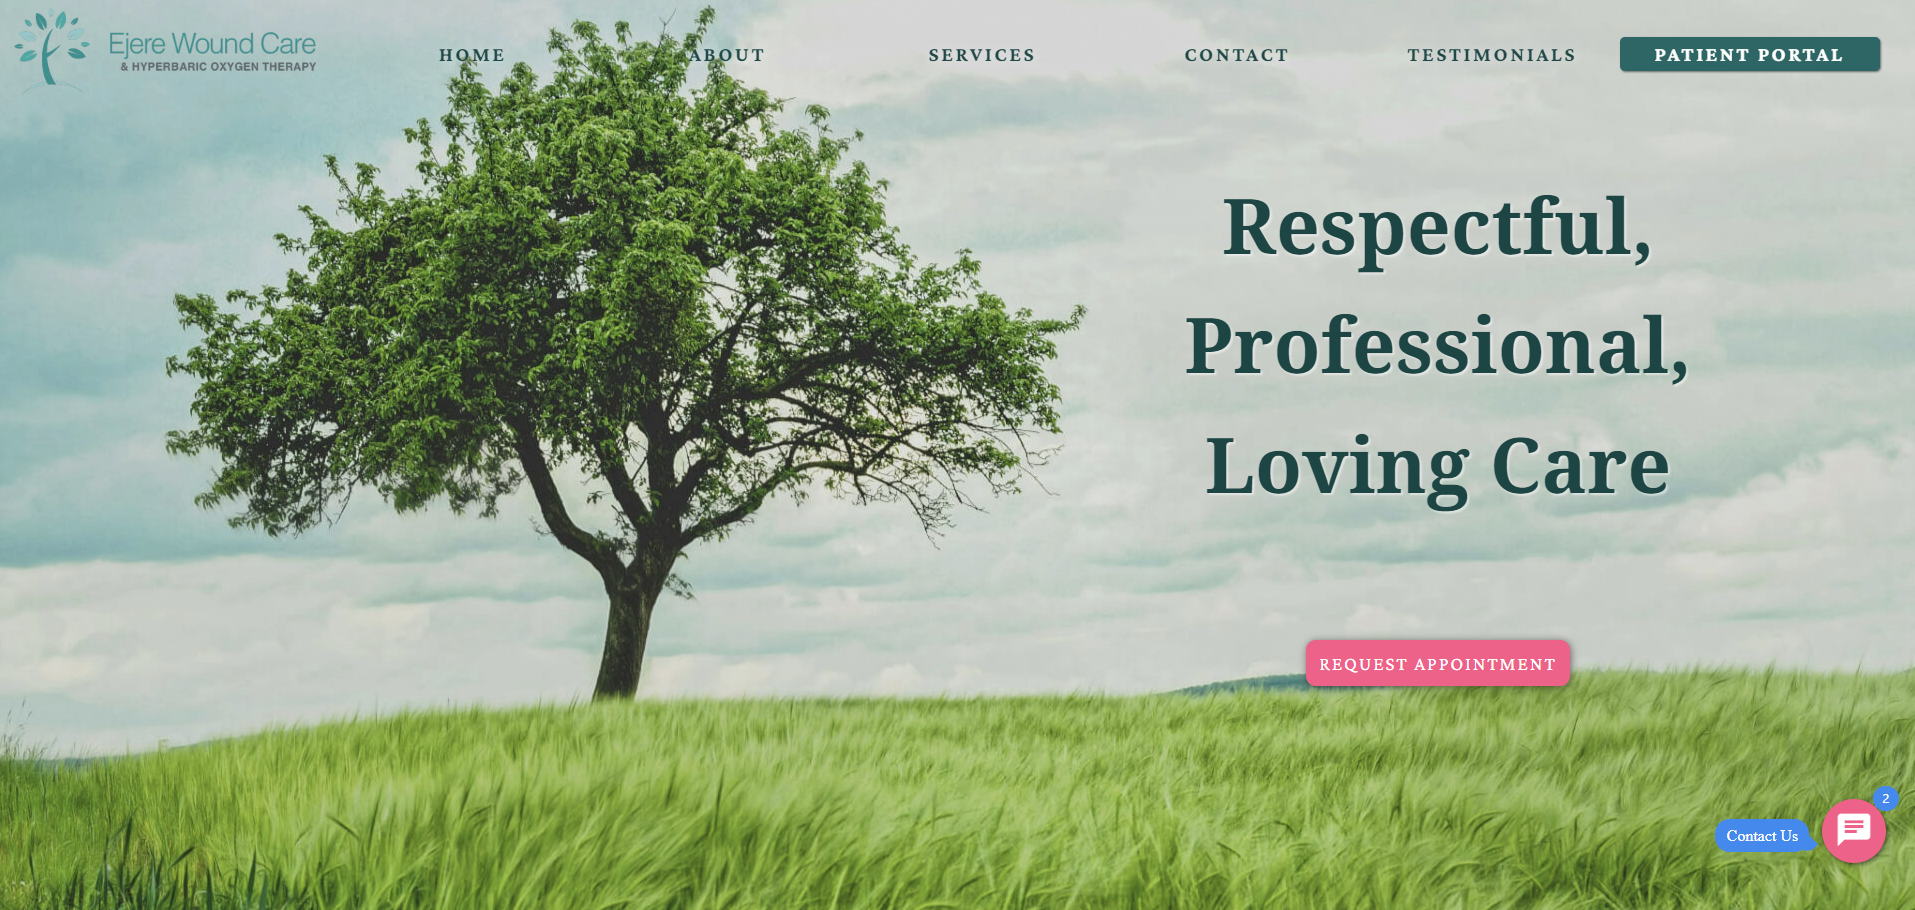 Ejere Wound Care
& HYPERBARIC OXYGEN THERAPY
HOME
ABOUT
SERVICES
CONTACT
TESTIMONIALS
PATIENT PORTAL
Respectful,
Professional,
Loving Care
REQUEST APPOINTMENT
2
Contact Us